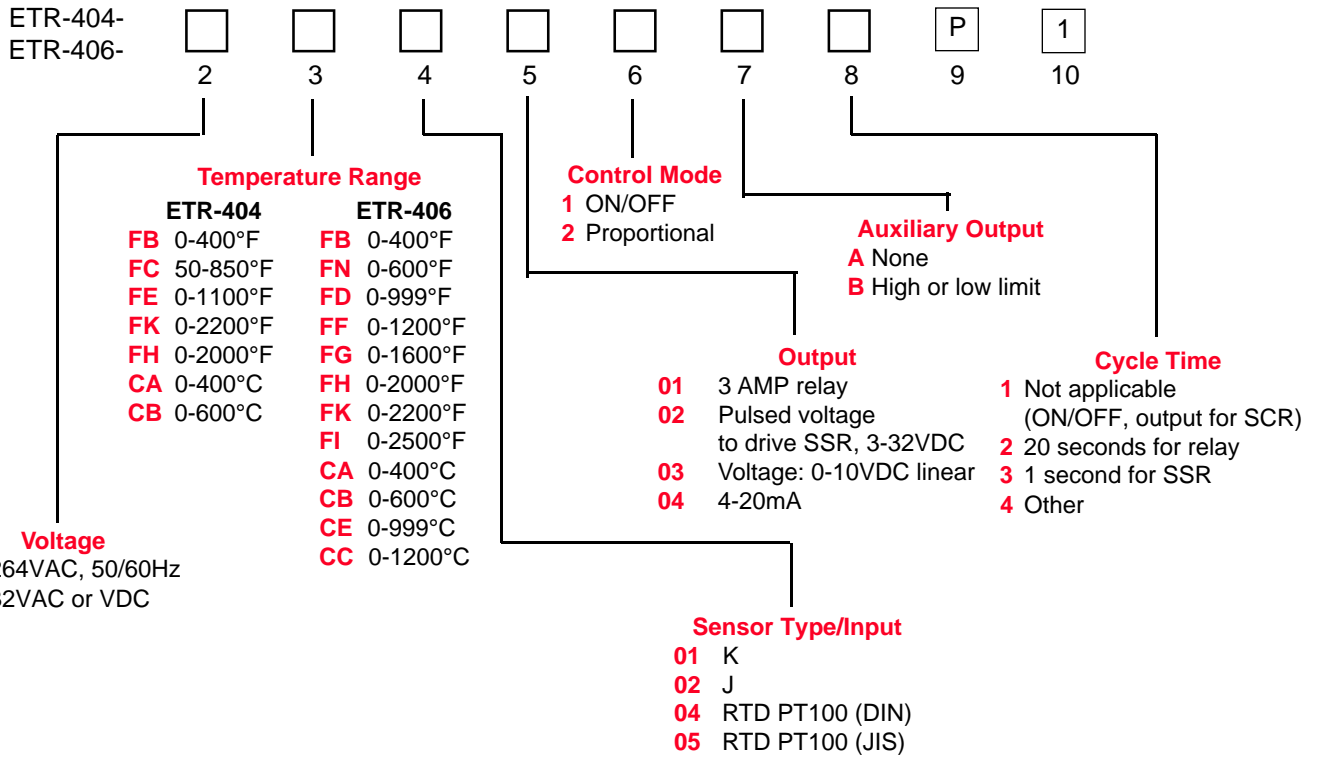 ETR-404-
ETR-406-
P 1
2 3 4 5 6 7 8 9 10
Temperature Range
ETR-404
FB 0-400°F
FC 50-850°F
FE 0-1100°F
FK 0-2200°F
FH 0-2000°F
CA 0-400°C
CB 0-600°C
ETR-406
FB 0-400°F
FN 0-600°F
FD 0-999°F
FF 0-1200°F
FG 0-1600°F
FH 0-2000°F
FK 0-2200°F
FI 0-2500°F
CA 0-400°C
CB 0-600°C
CE 0-999°C
CC 0-1200°C
Control Mode
1 ON/OFF
2 Proportional
Auxiliary Output
A None
B High or low limit
Output
01 3 AMP relay
02 Pulsed voltage
to drive SSR, 3-32VDC
03 Voltage: 0-10VDC linear
04 4-20mA
Cycle Time
1 Not applicable
(ON/OFF, output for SCR)
2 20 seconds for relay
3 1 second for SSR
4 Other
Voltage
264VAC, 50/60Hz
32VAC or VDC
Sensor Type/Input
01 K
02 J
04 RTD PT100 (DIN)
05 RTD PT100 (JIS)